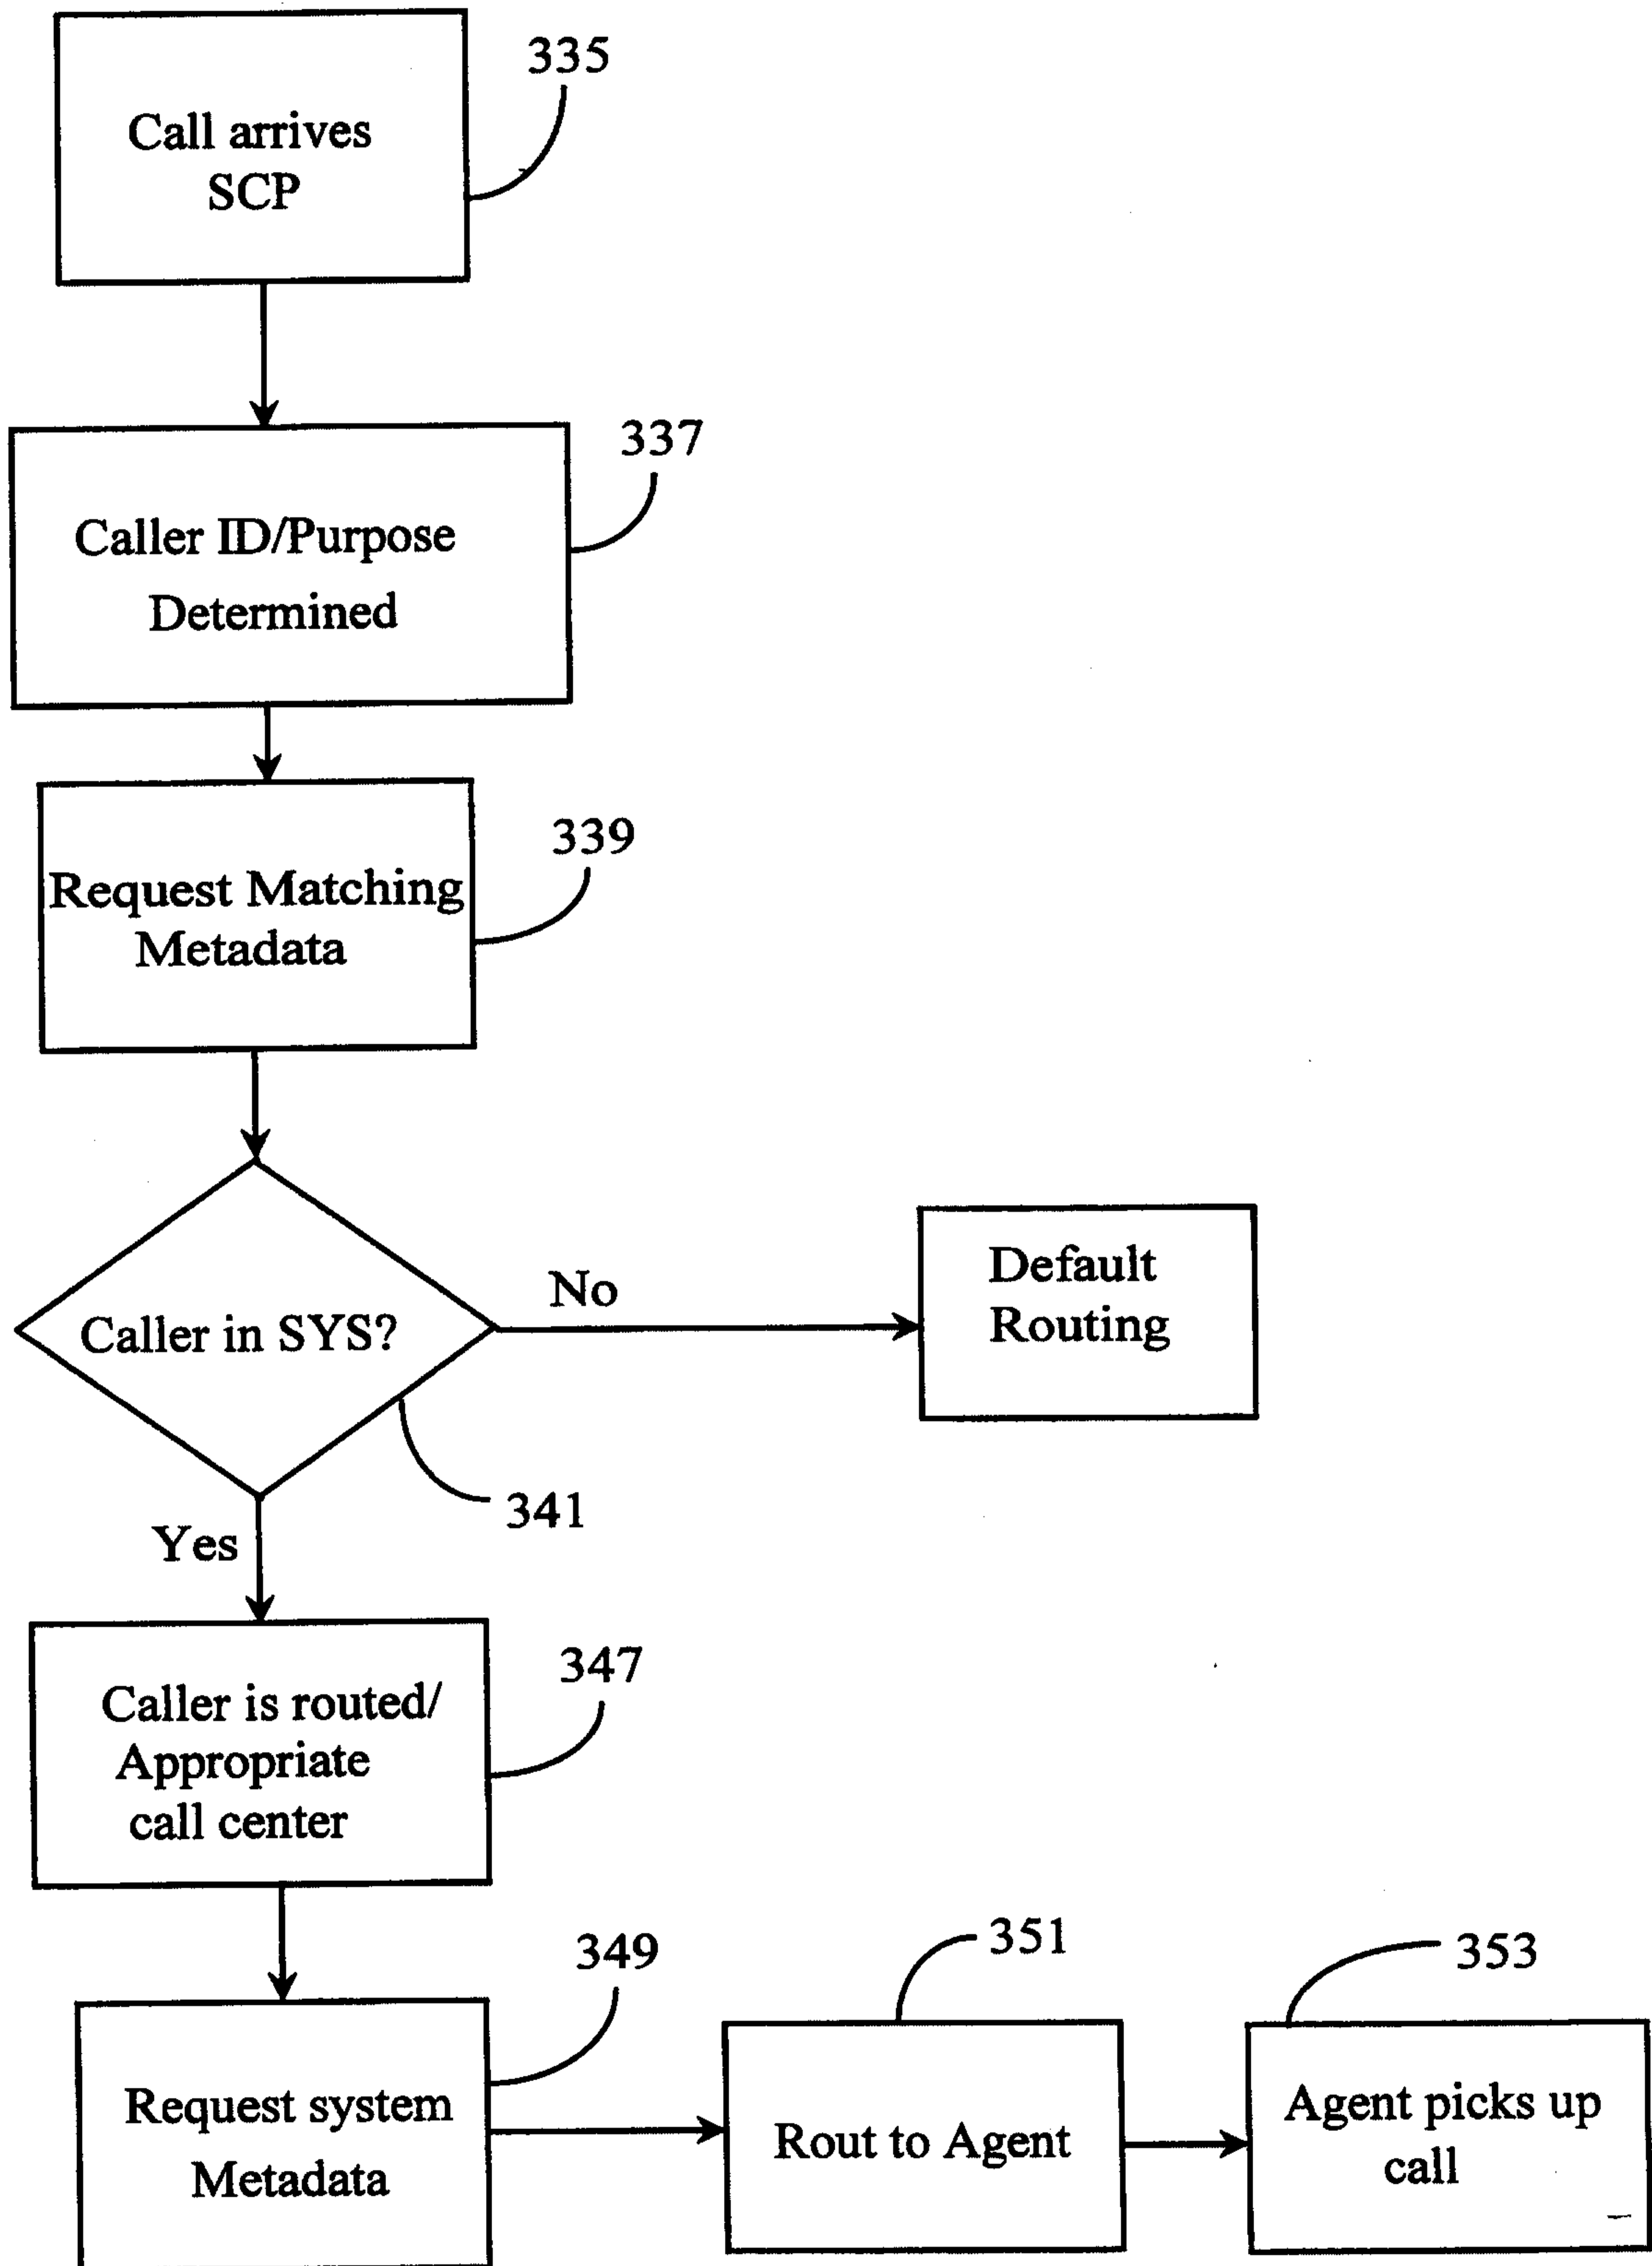 Call arrives
SCP
335
Caller ID/Purpose
Determined
337
Request Matching
Metadata
339
Caller in SYS?
341
No
Default
Routing
Yes
Caller is routed/
Appropriate
call center
347
Request system
Metadata
349
Rout to Agent
351
Agent picks up
call
353